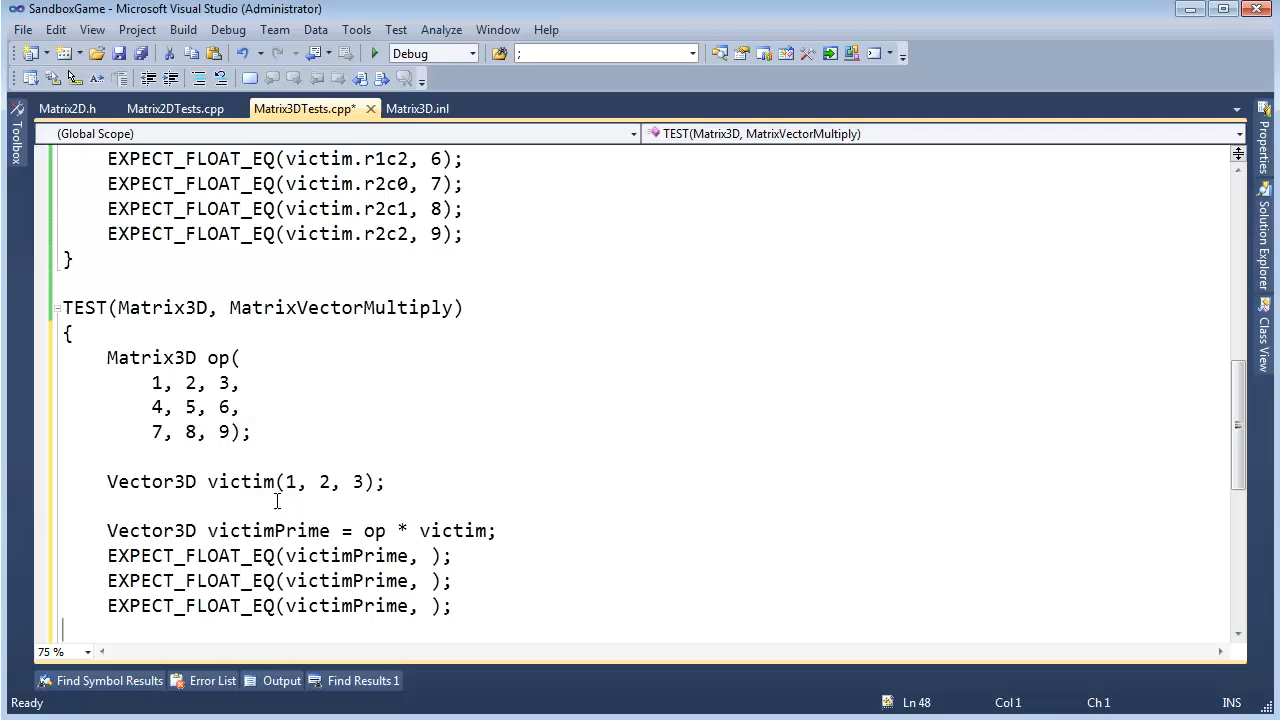 SandboxGame - Microsoft Visual Studio (Administrator)
File Edit View Project Build Debug Team Data Tools Test Analyze Window Help
Debug ;
Matrix2D.h Matrix2DTests.cpp Matrix3DTests.cpp* Matrix3D.inl
(Global Scope) TEST(Matrix3D, MatrixVectorMultiply)
EXPECT_FLOAT_EQ(victim.r1c2, 6);
EXPECT_FLOAT_EQ(victim.r2c0, 7);
EXPECT_FLOAT_EQ(victim.r2c1, 8);
EXPECT_FLOAT_EQ(victim.r2c2, 9);
}
TEST(Matrix3D, MatrixVectorMultiply)
{
Matrix3D op(
1, 2, 3,
4, 5, 6,
7, 8, 9);
Vector3D victim(1, 2, 3);
Vector3D victimPrime = op * victim;
EXPECT_FLOAT_EQ(victimPrime, );
EXPECT_FLOAT_EQ(victimPrime, );
EXPECT_FLOAT_EQ(victimPrime, );
75 %
Find Symbol Results Error List Output Find Results 1
Ready Ln 48 Col 1 Ch 1 INS
Toolbox
Properties
Solution Explorer
Class View